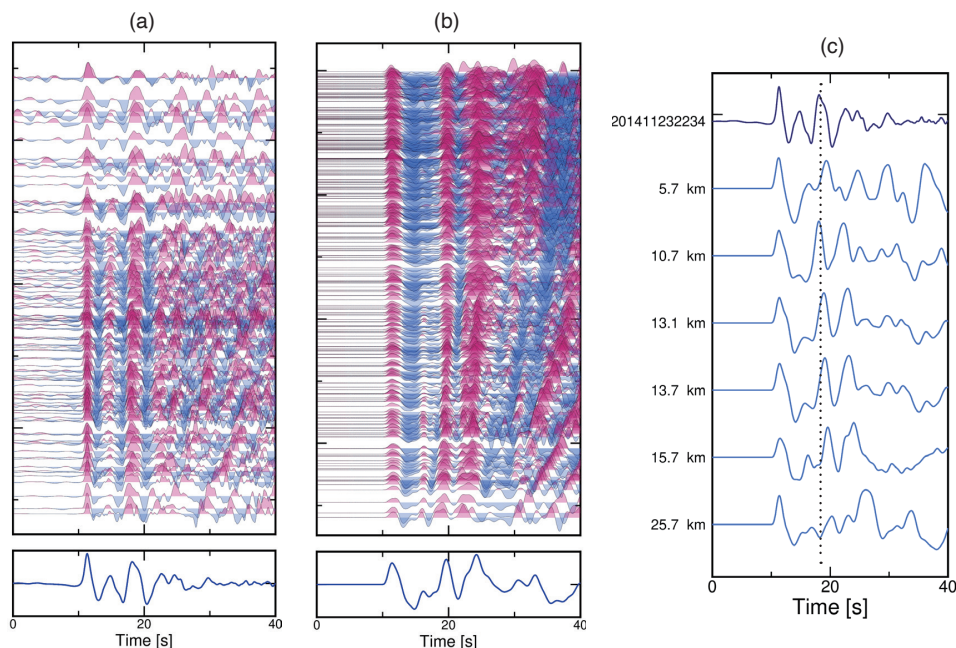 (a)
(b)
(c)
201411232234
5.7 km
10.7 km
13.1 km
13.7 km
15.7 km
25.7 km
0 20 40
Time [s]
0 20 40
Time [s]
0 20 40
Time [s]